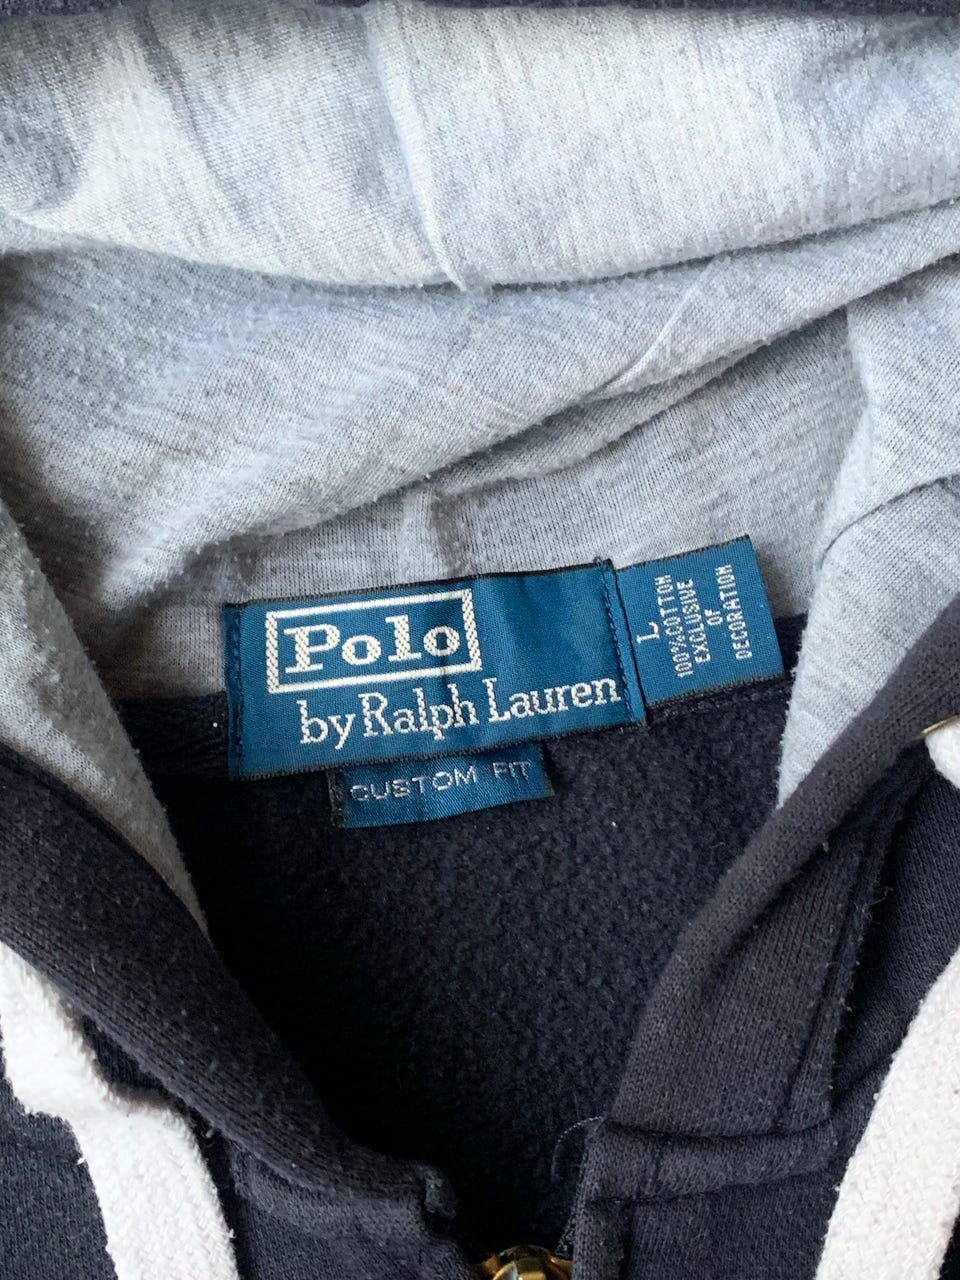 Polo
by Ralph Lauren
CUSTOM FIT
L
100% COTTON
EXCLUSIVE
OF
DECORATION